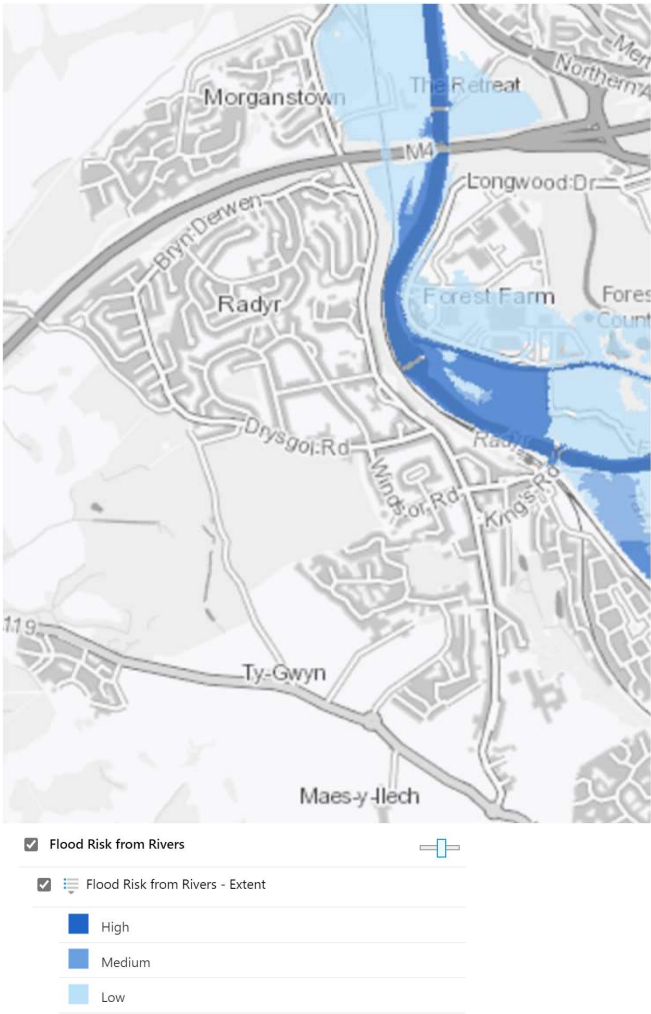 The Retreat
Northern A
Morganstown
M4
Longwood Dr
Bryn-Derwen
Radyr
Forest Farm
Fores
Count
Drysgol Rd
Radyr
Windsor Rd
King's Rd
119
Ty-Gwyn
Maes-y-llech
Flood Risk from Rivers
Flood Risk from Rivers - Extent
High
Medium
Low